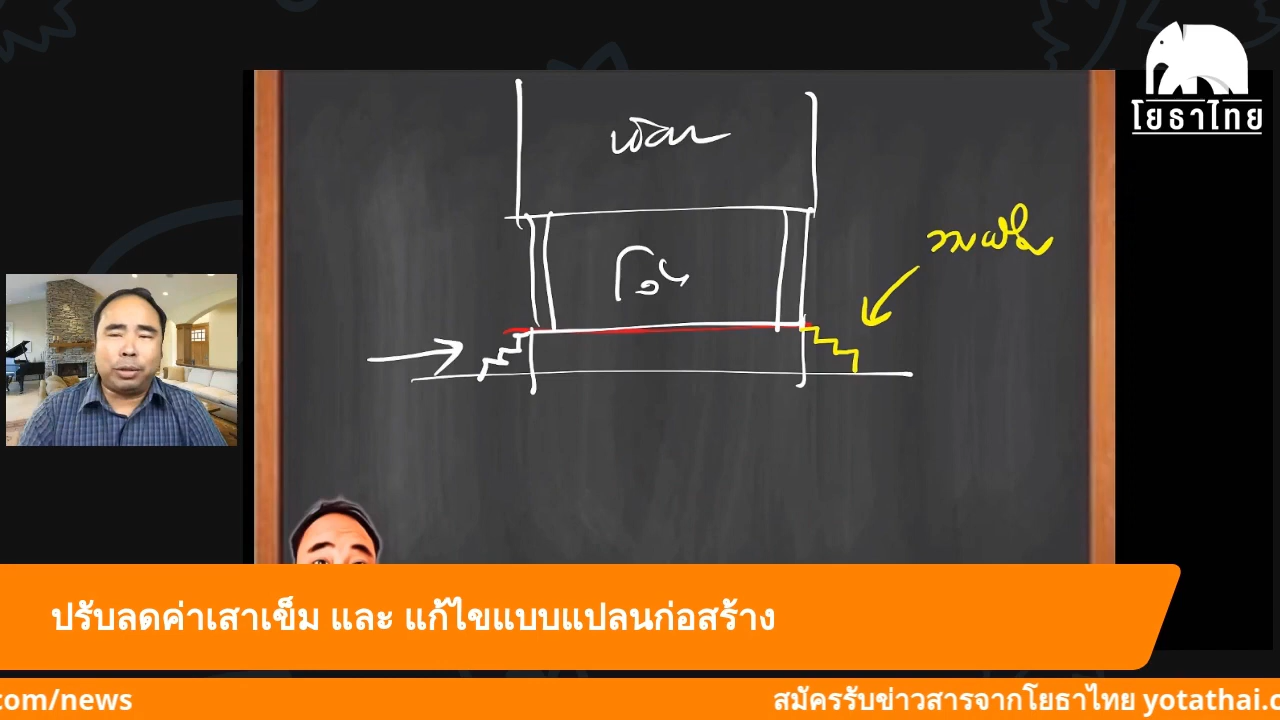 โยธาไทย
โล่ง
ปรับลดค่าเสาเข็ม และ แก้ไขแบบแปลนก่อสร้าง
com/news
สมัครรับข่าวสารจากโยธาไทย yotathai.c